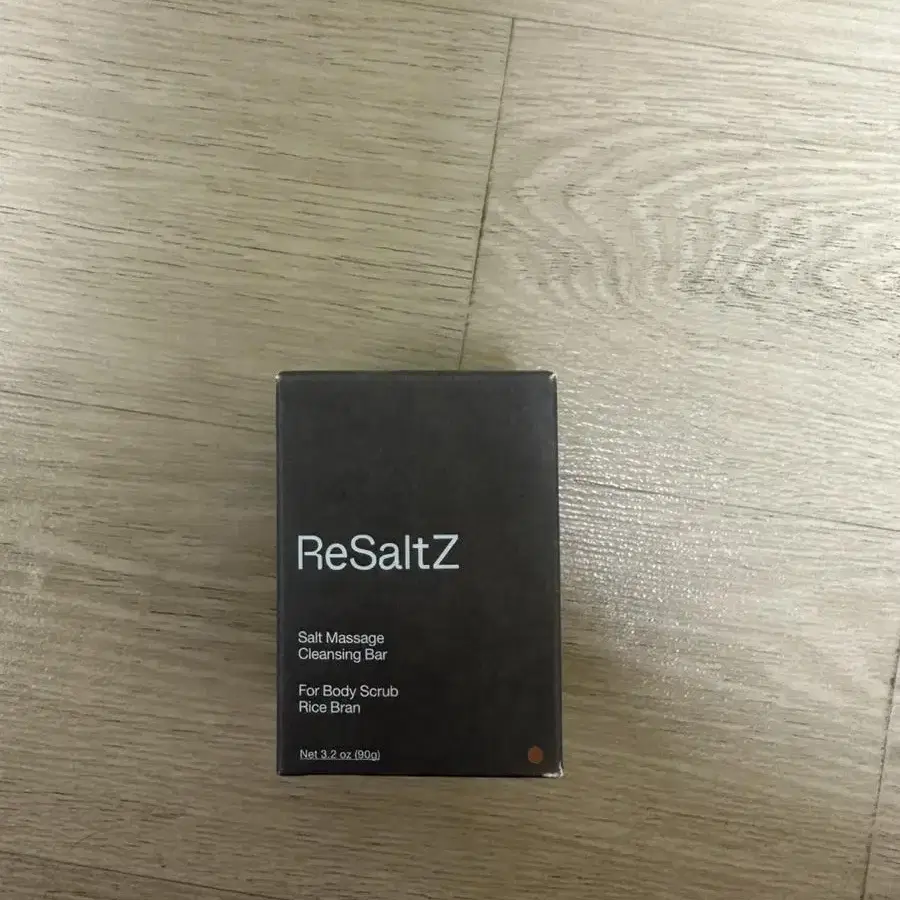 ReSaltZ
Salt Massage
Cleansing Bar
For Body Scrub
Rice Bran
Net 3.2 oz (90g)